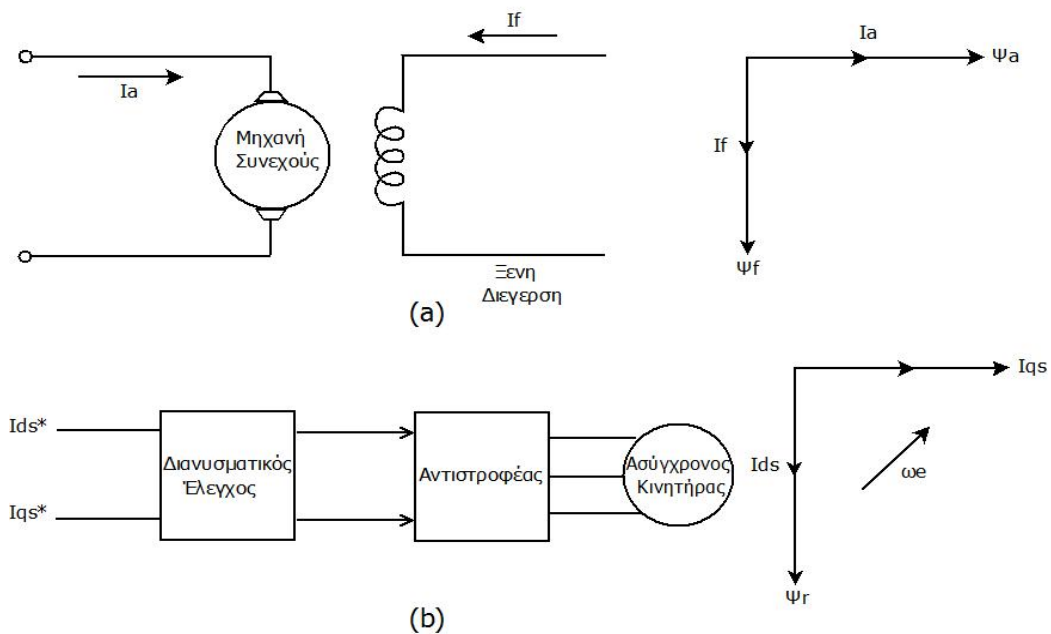 If
Ia
Μηχανή
Συνεχούς
Ξενη
Διεγερση
Ia
Ψa
If
Ψf
(a)
Ids*
Iqs*
Διανυσματικός
Έλεγχος
Αντιστροφέας
Ασύγχρονος
Κινητήρας
Iqs
Ids
ωe
Ψr
(b)